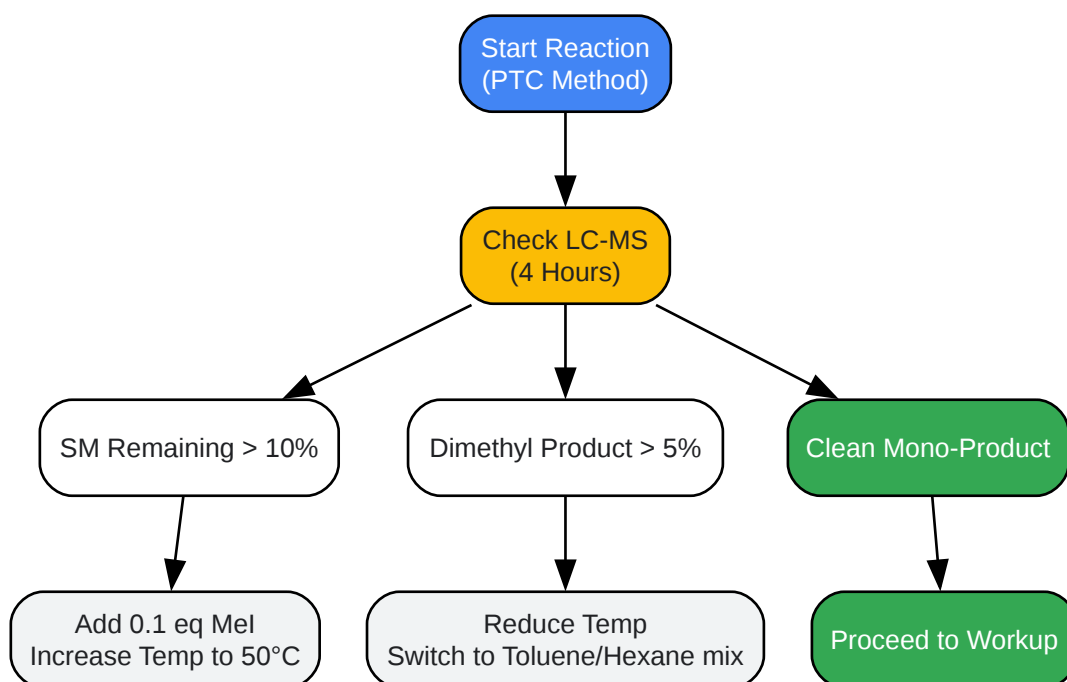 Start Reaction
(PTC Method)
Check LC-MS
(4 Hours)
SM Remaining > 10%
Dimethyl Product > 5%
Clean Mono-Product
Add 0.1 eq MeI
Increase Temp to 50°C
Reduce Temp
Switch to Toluene/Hexane mix
Proceed to Workup